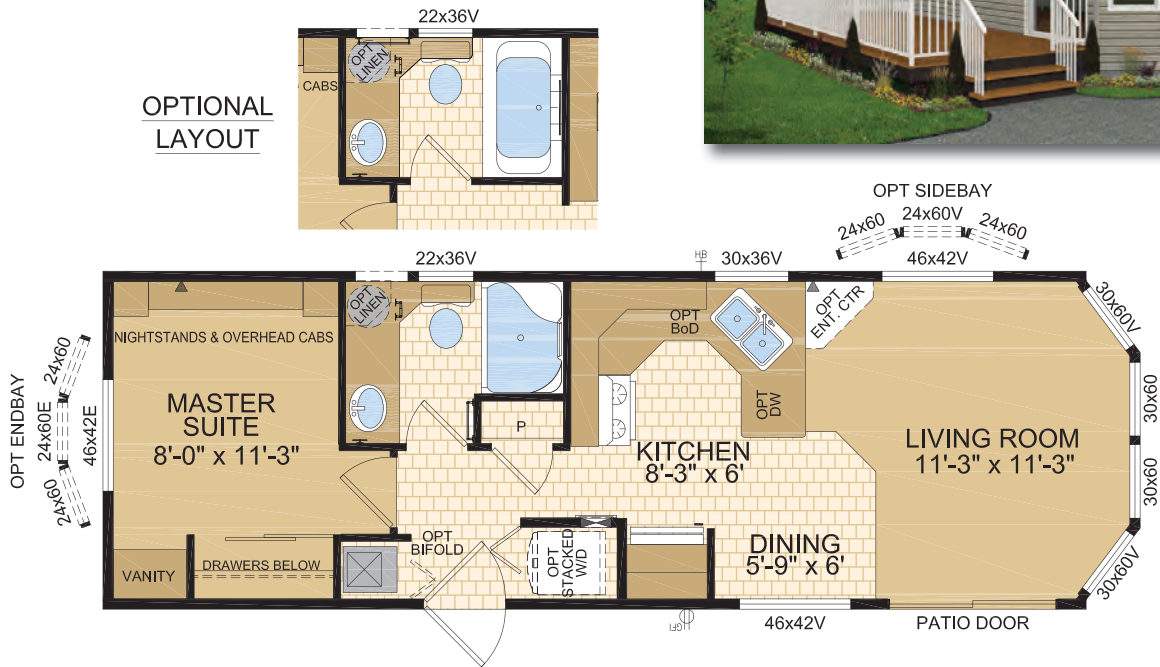 22x36V
OPT
LINEN
CABS
OPTIONAL
LAYOUT
OPT SIDEBAY
24x60
24x60V
24x60
22x36V
HB
30x36V
46x42V
OPT
LINEN
OPT
BoD
OPT
ENT. CTR
30x60V
NIGHTSTANDS & OVERHEAD CABS
OPT ENDBAY
24x60
24x60E
24x60
46x42E
MASTER
SUITE
8'-0" x 11'-3"
P
OPT
DW
KITCHEN
8'-3" x 6'
LIVING ROOM
11'-3" x 11'-3"
30x60
30x60
OPT
BIFOLD
OPT
STACKED
W/D
DINING
5'-9" x 6'
VANITY
DRAWERS BELOW
30x60V
GFI
46x42V
PATIO DOOR